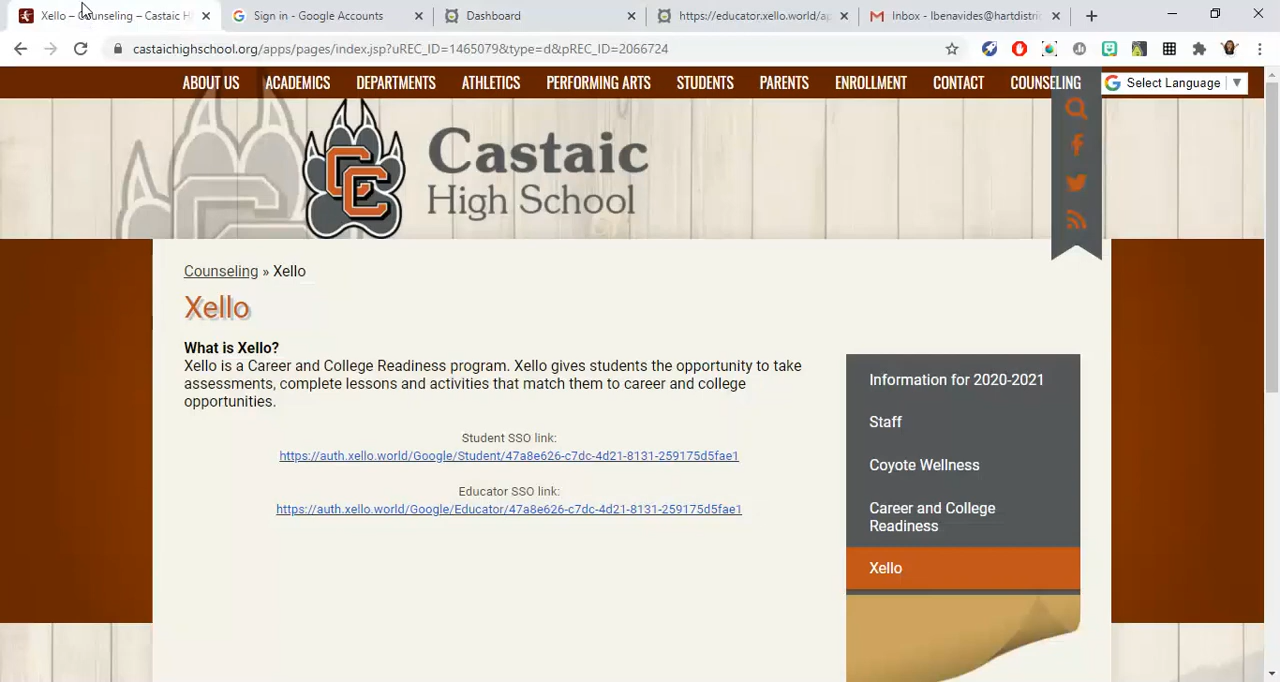 Xello – Counseling – Castaic H
Sign in - Google Accounts
Dashboard
https://educator.xello.world/ap
Inbox - lbenavides@hartdistric
castaichighschool.org/apps/pages/index.jsp?uREC_ID=1465079&type=d&pREC_ID=2066724
ABOUT US ACADEMICS DEPARTMENTS ATHLETICS PERFORMING ARTS STUDENTS PARENTS ENROLLMENT CONTACT COUNSELING
Select Language
CC
Castaic
High School
Counseling » Xello
Xello
What is Xello?
Xello is a Career and College Readiness program. Xello gives students the opportunity to take
assessments, complete lessons and activities that match them to career and college
opportunities.
Student SSO link:
https://auth.xello.world/Google/Student/47a8e626-c7dc-4d21-8131-259175d5fae1
Educator SSO link:
https://auth.xello.world/Google/Educator/47a8e626-c7dc-4d21-8131-259175d5fae1
Information for 2020-2021
Staff
Coyote Wellness
Career and College
Readiness
Xello